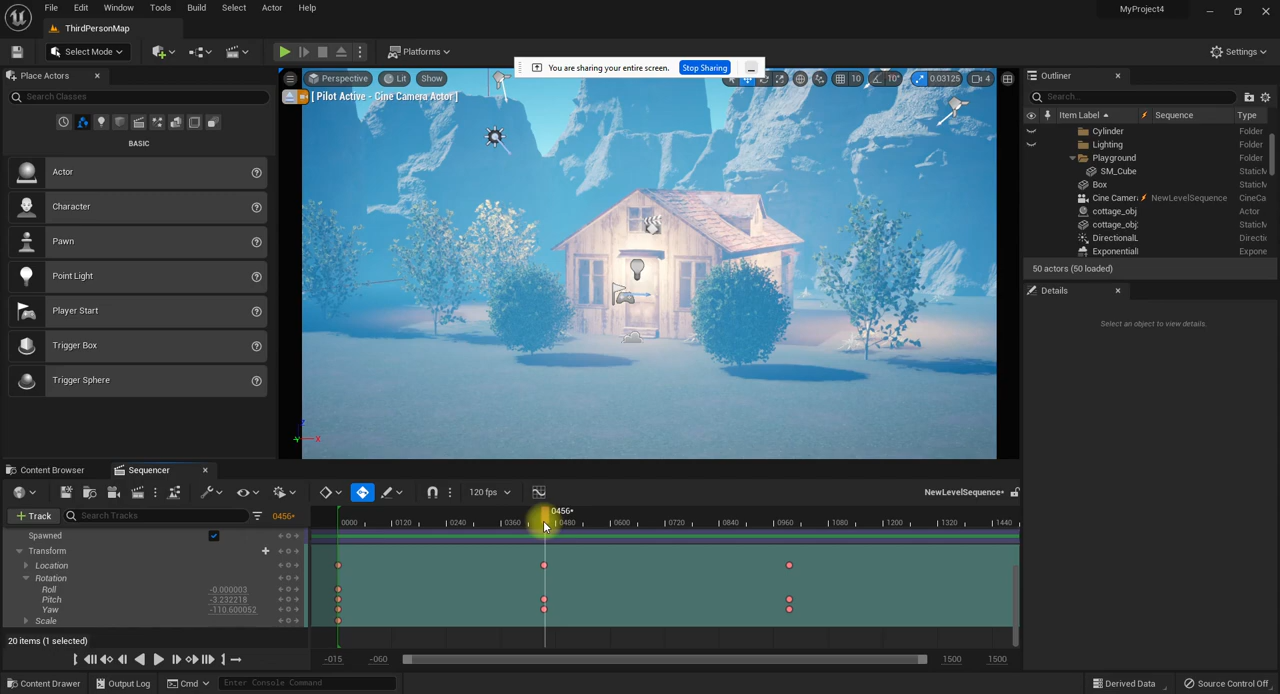 File Edit Window Tools Build Select Actor Help
MyProject4
ThirdPersonMap
Select Mode
Platforms
Settings
Place Actors
You are sharing your entire screen. Stop Sharing
Outliner
Search Classes
Perspective Lit Show
10 10° 0.03125 4
[ Pilot Active - Cine Camera Actor ]
Search...
Item Label Sequence Type
BASIC
Cylinder Folder
Lighting Folder
Playground Folder
SM_Cube StaticM
Box StaticM
Cine Camera NewLevelSequence CineCa
cottage_obj Actor
cottage_obj StaticM
DirectionalL Directi
Exponentiall Expone
50 actors (50 loaded)
Actor
Character
Pawn
Point Light
Player Start
Trigger Box
Trigger Sphere
Details
Select an object to view details.
Content Browser Sequencer
120 fps
NewLevelSequence*
Track
Search Tracks
0456*
0456*
0000 0120 0240 0360 0480 0600 0720 0840 0960 1080 1200 1320 1440
Spawned
Transform
Location
Rotation
Roll -0.000003
Pitch -3.232218
Yaw -110.600052
Scale
20 items (1 selected)
-015 -060 1500 1500
Content Drawer Output Log Cmd Enter Console Command Derived Data Source Control Off